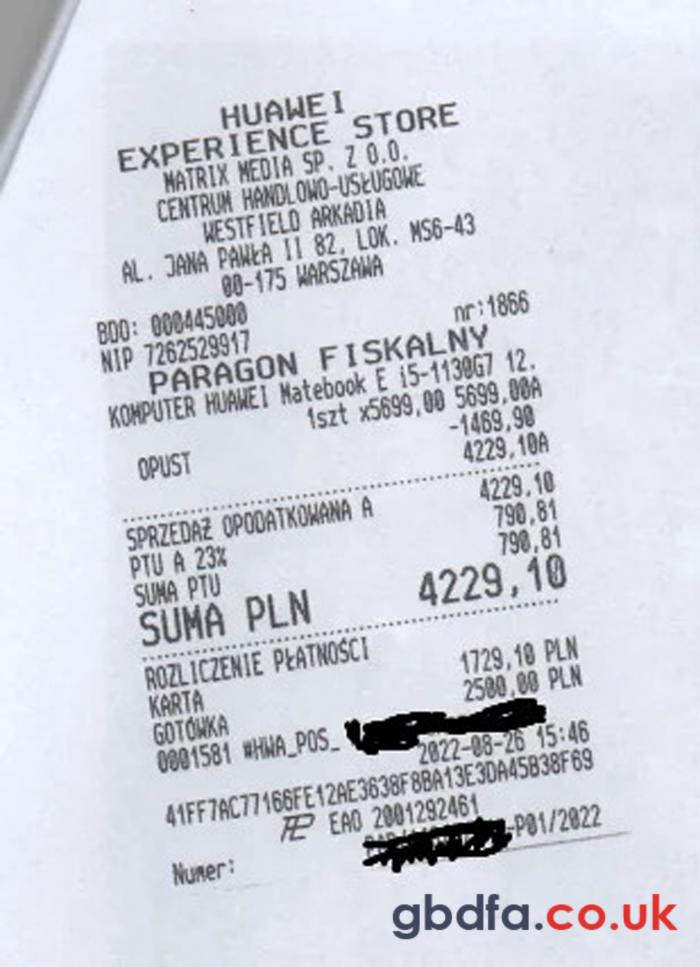 HUAWEI
EXPERIENCE STORE
MATRIX MEDIA SP. Z O.O.
CENTRUM HANDLOWO-USŁUGOWE
WESTFIELD ARKADIA
AL. JANA PAWŁA II 82, LOK. MS6-43
00-175 WARSZAWA
BDO: 000445000
NIP 7262529917 nr:1866
PARAGON FISKALNY
KOMPUTER HUAWEI Matebook E i5-1130G7 12.
1szt x5699,00 5699,00A
OPUST -1469,90
4229,10A
SPRZEDAŻ OPODATKOWANA A 4229,10
PTU A 23% 790,81
SUMA PTU 790,81
SUMA PLN 4229,10
ROZLICZENIE PŁATNOŚCI
KARTA 1729,10 PLN
GOTÓWKA 2500,00 PLN
0001581 #HWA_POS_ 2022-08-26 15:46
41FF7AC77166FE12AE3638F8BA13E3DA45B38F69
EAO 2001292461
Numer: -P01/2022
gbdfa.co.uk